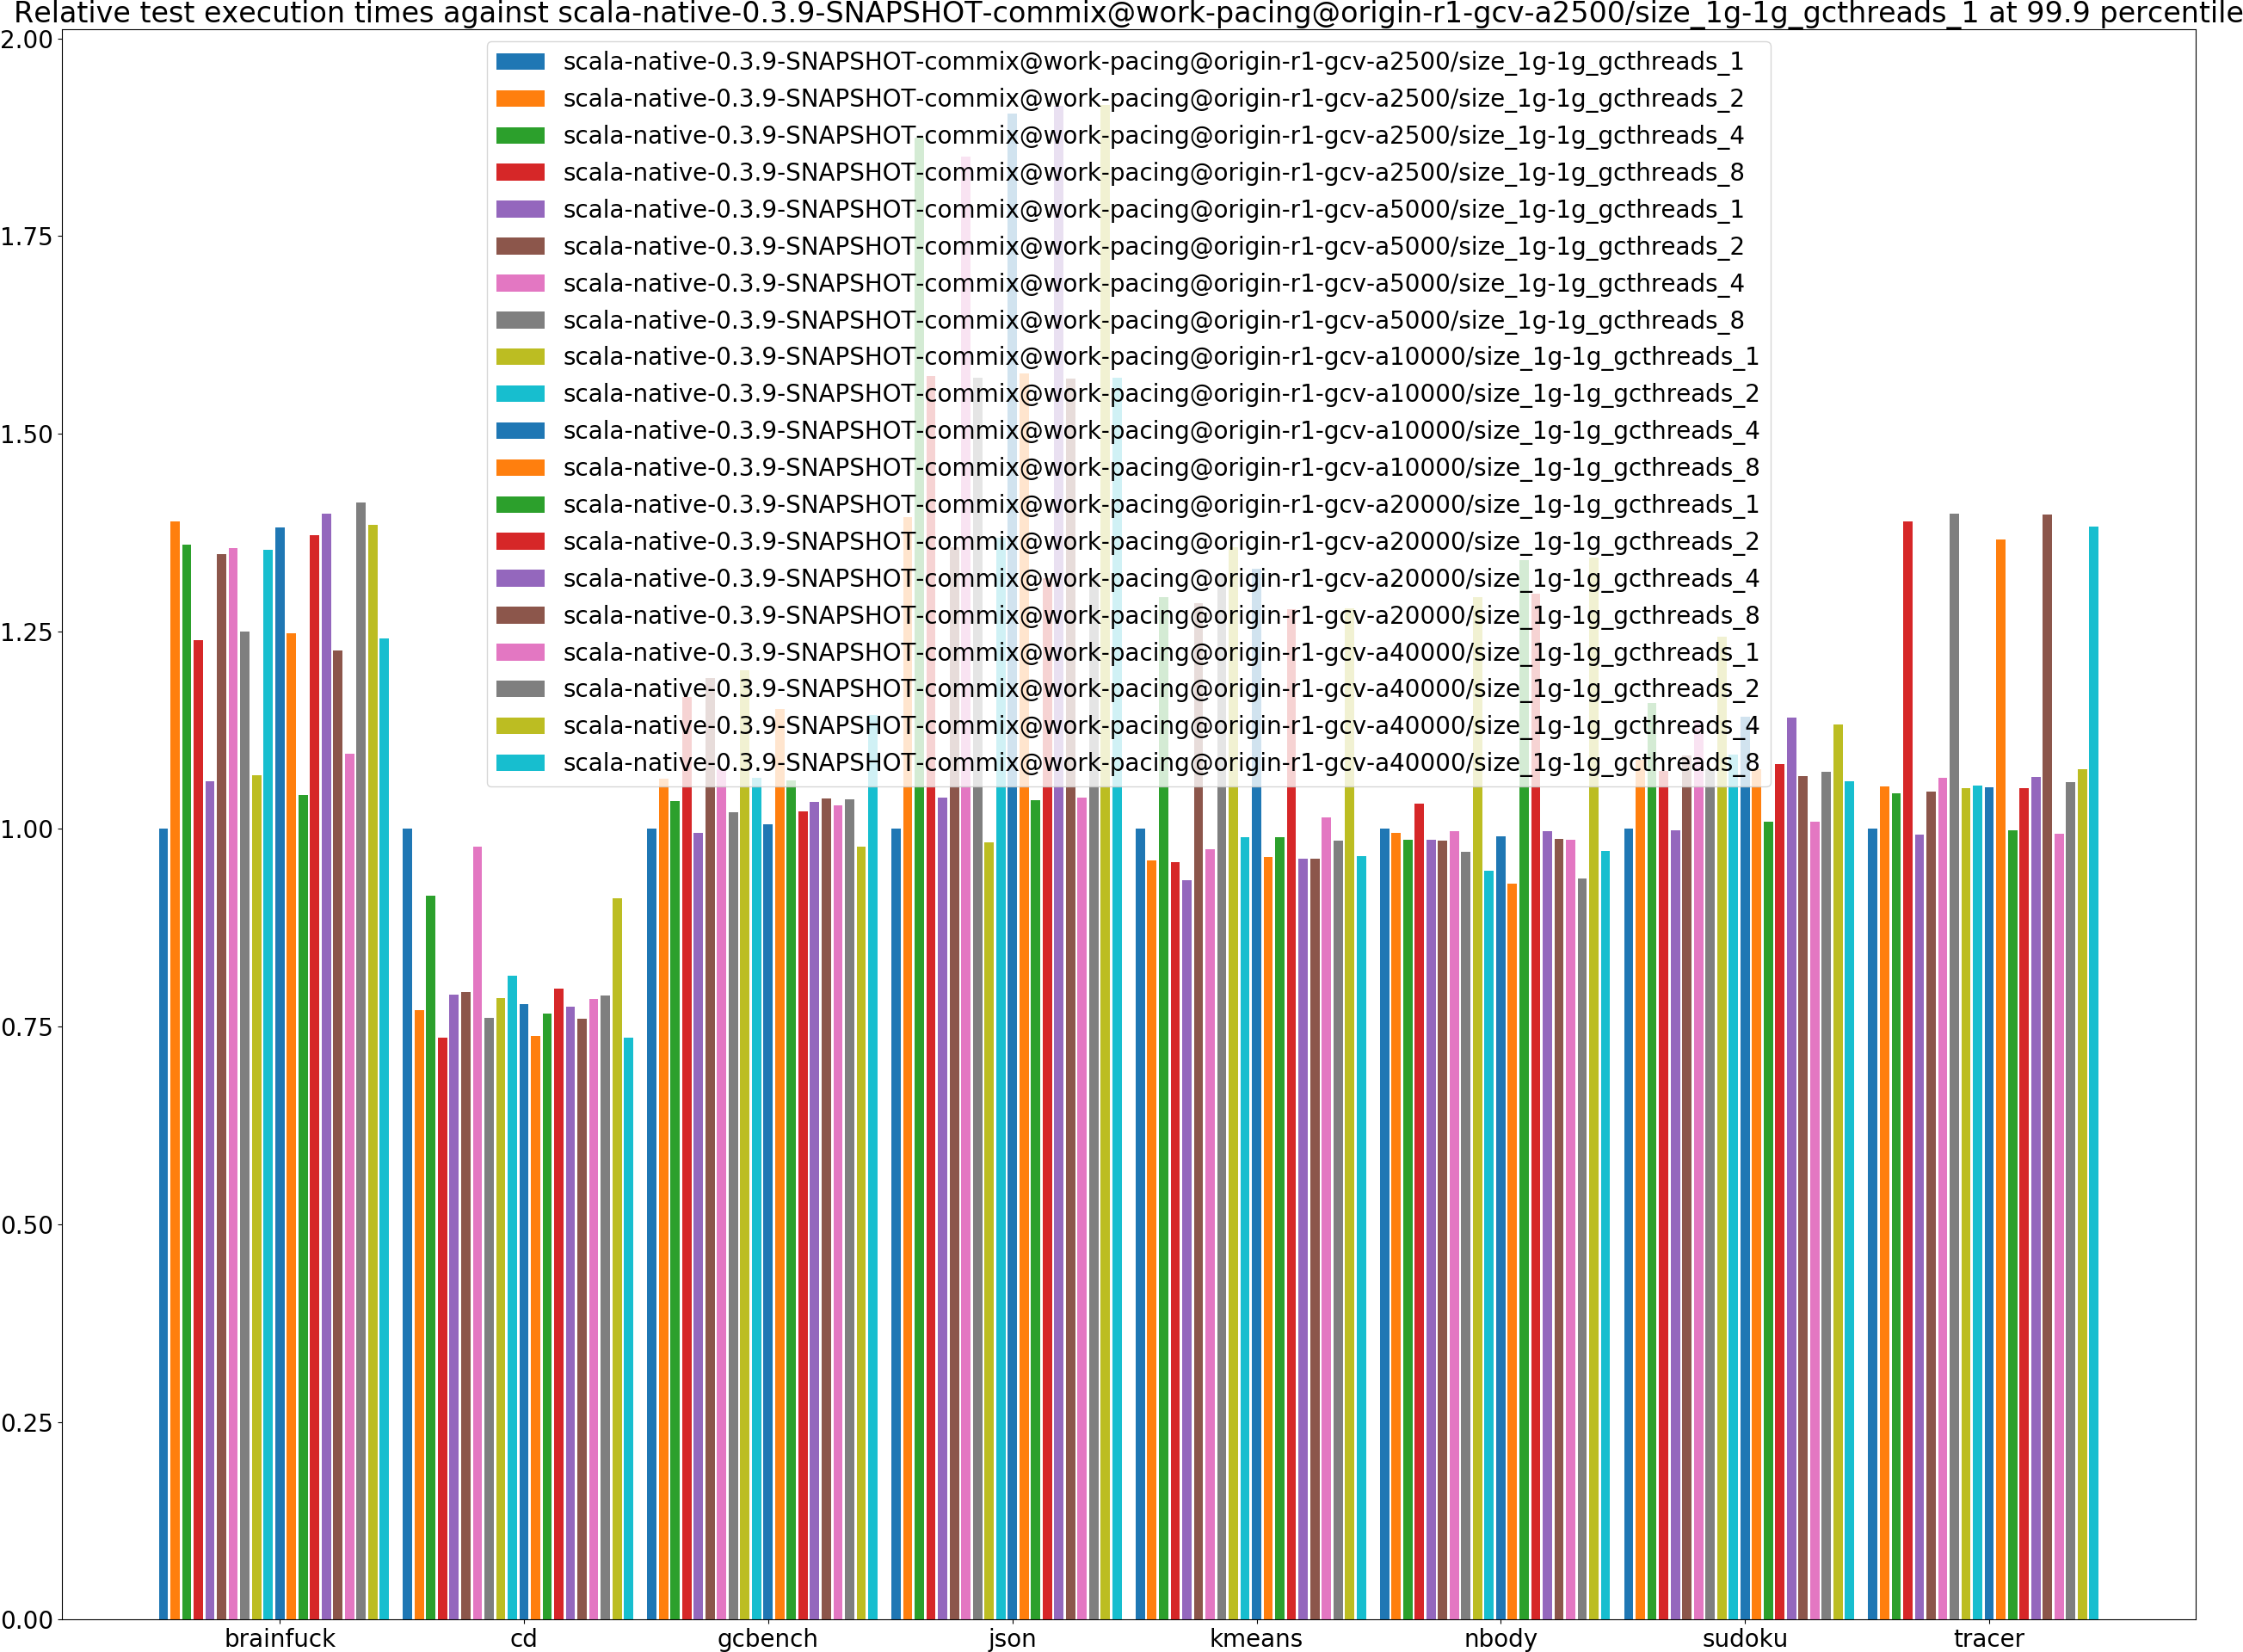 Relative test execution times against scala-native-0.3.9-SNAPSHOT-commix@work-pacing@origin-r1-gcv-a2500/size_1g-1g_gcthreads_1 at 99.9 percentile
2.00
1.75
1.50
1.25
1.00
0.75
0.50
0.25
0.00
scala-native-0.3.9-SNAPSHOT-commix@work-pacing@origin-r1-gcv-a2500/size_1g-1g_gcthreads_1
scala-native-0.3.9-SNAPSHOT-commix@work-pacing@origin-r1-gcv-a2500/size_1g-1g_gcthreads_2
scala-native-0.3.9-SNAPSHOT-commix@work-pacing@origin-r1-gcv-a2500/size_1g-1g_gcthreads_4
scala-native-0.3.9-SNAPSHOT-commix@work-pacing@origin-r1-gcv-a2500/size_1g-1g_gcthreads_8
scala-native-0.3.9-SNAPSHOT-commix@work-pacing@origin-r1-gcv-a5000/size_1g-1g_gcthreads_1
scala-native-0.3.9-SNAPSHOT-commix@work-pacing@origin-r1-gcv-a5000/size_1g-1g_gcthreads_2
scala-native-0.3.9-SNAPSHOT-commix@work-pacing@origin-r1-gcv-a5000/size_1g-1g_gcthreads_4
scala-native-0.3.9-SNAPSHOT-commix@work-pacing@origin-r1-gcv-a5000/size_1g-1g_gcthreads_8
scala-native-0.3.9-SNAPSHOT-commix@work-pacing@origin-r1-gcv-a10000/size_1g-1g_gcthreads_1
scala-native-0.3.9-SNAPSHOT-commix@work-pacing@origin-r1-gcv-a10000/size_1g-1g_gcthreads_2
scala-native-0.3.9-SNAPSHOT-commix@work-pacing@origin-r1-gcv-a10000/size_1g-1g_gcthreads_4
scala-native-0.3.9-SNAPSHOT-commix@work-pacing@origin-r1-gcv-a10000/size_1g-1g_gcthreads_8
scala-native-0.3.9-SNAPSHOT-commix@work-pacing@origin-r1-gcv-a20000/size_1g-1g_gcthreads_1
scala-native-0.3.9-SNAPSHOT-commix@work-pacing@origin-r1-gcv-a20000/size_1g-1g_gcthreads_2
scala-native-0.3.9-SNAPSHOT-commix@work-pacing@origin-r1-gcv-a20000/size_1g-1g_gcthreads_4
scala-native-0.3.9-SNAPSHOT-commix@work-pacing@origin-r1-gcv-a20000/size_1g-1g_gcthreads_8
scala-native-0.3.9-SNAPSHOT-commix@work-pacing@origin-r1-gcv-a40000/size_1g-1g_gcthreads_1
scala-native-0.3.9-SNAPSHOT-commix@work-pacing@origin-r1-gcv-a40000/size_1g-1g_gcthreads_2
scala-native-0.3.9-SNAPSHOT-commix@work-pacing@origin-r1-gcv-a40000/size_1g-1g_gcthreads_4
scala-native-0.3.9-SNAPSHOT-commix@work-pacing@origin-r1-gcv-a40000/size_1g-1g_gcthreads_8
brainfuck cd gcbench json kmeans nbody sudoku tracer